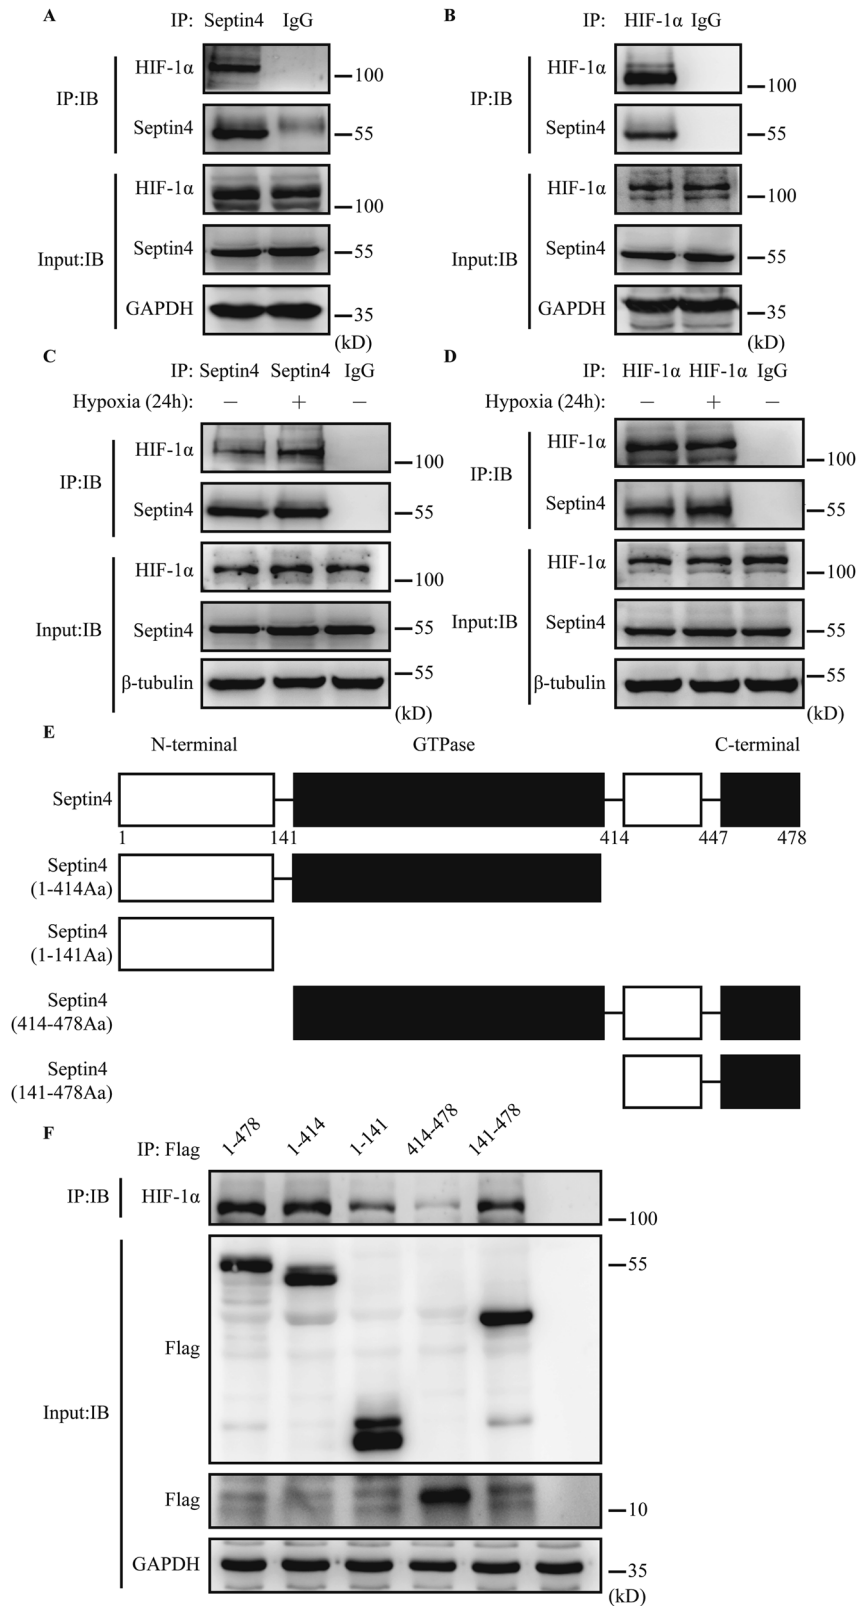 A
IP: Septin4 IgG
IP:IB
HIF-1α
100
Septin4
55
Input:IB
HIF-1α
100
Septin4
55
GAPDH
35
(kD)
B
IP: HIF-1α IgG
IP:IB
HIF-1α
100
Septin4
55
Input:IB
HIF-1α
100
Septin4
55
GAPDH
35
(kD)
C
IP: Septin4 Septin4 IgG
Hypoxia (24h): − + −
IP:IB
HIF-1α
100
Septin4
55
Input:IB
HIF-1α
100
Septin4
55
β-tubulin
55
(kD)
D
IP: HIF-1α HIF-1α IgG
Hypoxia (24h): − + −
IP:IB
HIF-1α
100
Septin4
55
Input:IB
HIF-1α
100
Septin4
55
β-tubulin
55
(kD)
E
N-terminal GTPase C-terminal
Septin4
1 141 414 447 478
Septin4
(1-414Aa)
Septin4
(1-141Aa)
Septin4
(414-478Aa)
Septin4
(141-478Aa)
F
IP: Flag 1-478 1-414 1-141 414-478 141-478
IP:IB
HIF-1α
100
Input:IB
55
Flag
Flag
10
GAPDH
35
(kD)